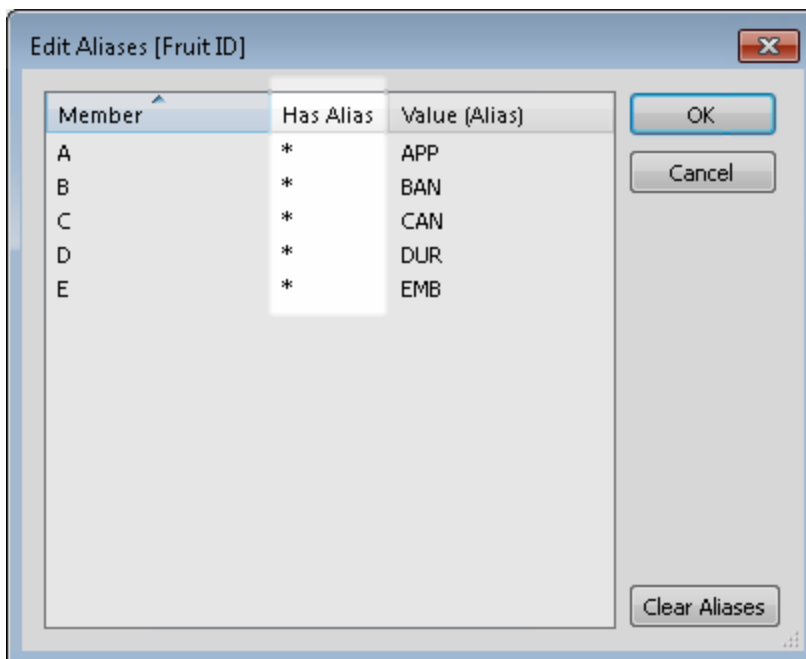 Edit Aliases [Fruit ID]
Member Has Alias Value (Alias)
A * APP
B * BAN
C * CAN
D * DUR
E * EMB
OK
Cancel
Clear Aliases